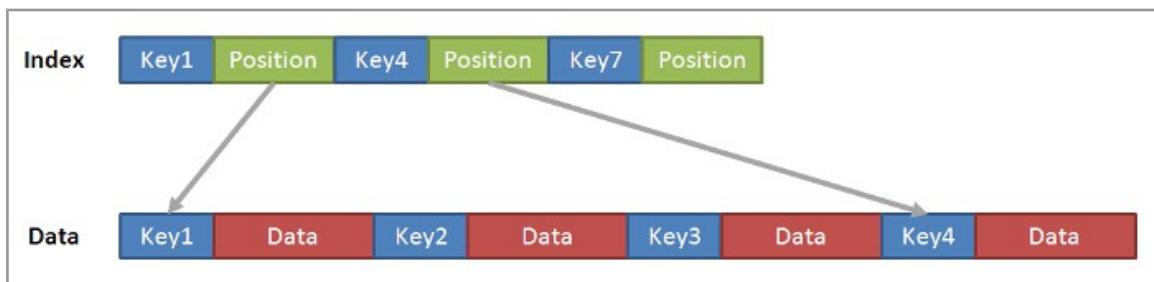 Index Key1 Position Key4 Position Key7 Position
Data Key1 Data Key2 Data Key3 Data Key4 Data